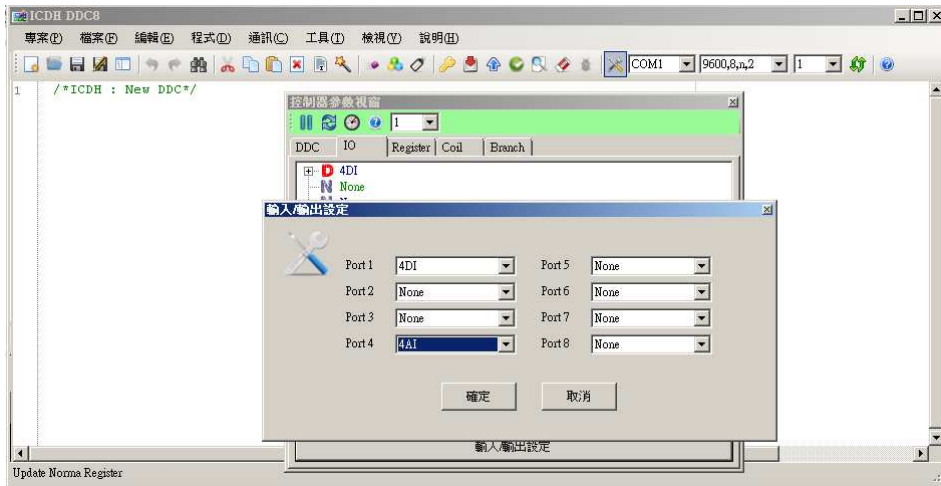 ICDH DDC8
專案(P) 檔案(F) 編輯(E) 程式(D) 通訊(C) 工具(T) 檢視(V) 說明(H)
COM1 9600,8,n,2 1
1 /*ICDH : New DDC*/
控制器參數視窗
1
DDC IO Register Coil Branch
4DI
None
輸入/輸出設定
Port 1 4DI Port 5 None
Port 2 None Port 6 None
Port 3 None Port 7 None
Port 4 4AI Port 8 None
確定 取消
輸入/輸出設定
Update Norma Register